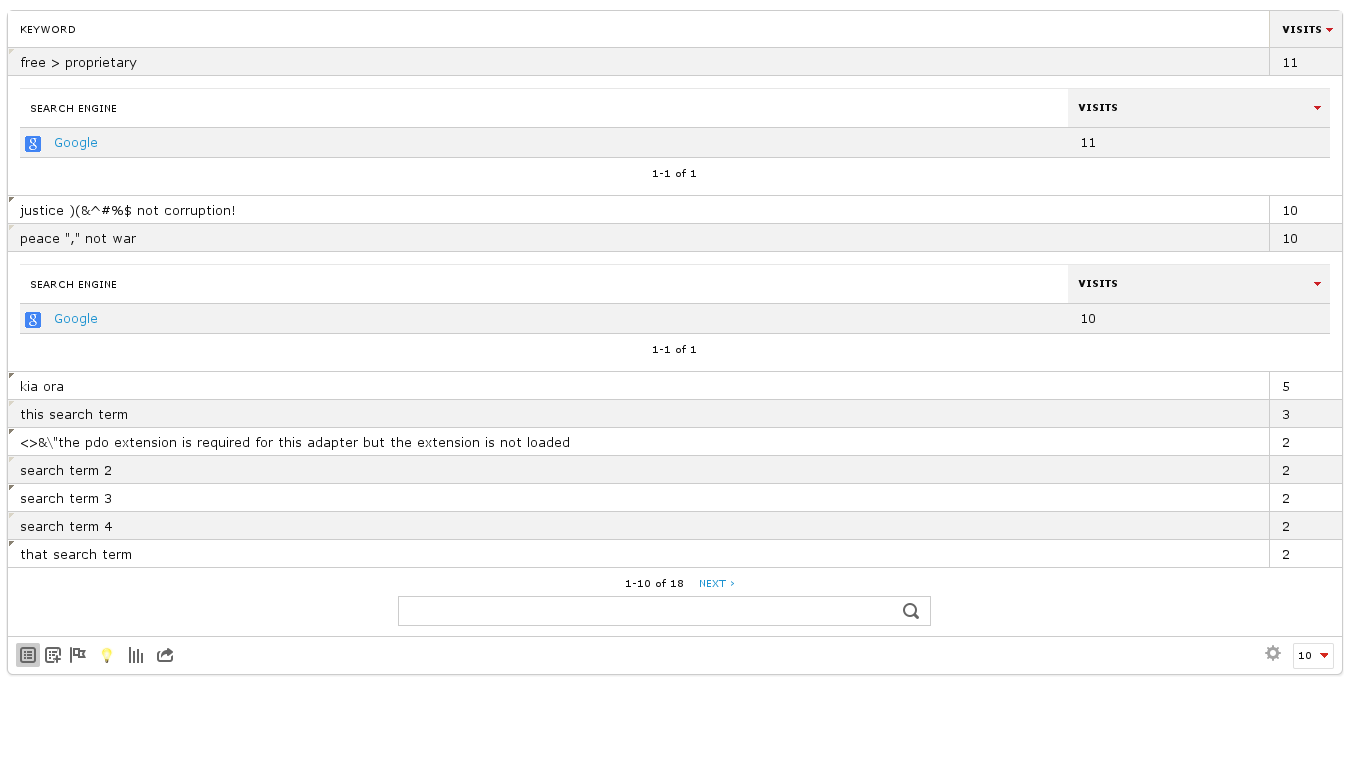 KEYWORD VISITS
free > proprietary 11
SEARCH ENGINE VISITS
Google 11
1-1 of 1
justice )(&^#%$ not corruption! 10
peace "," not war 10
SEARCH ENGINE VISITS
Google 10
1-1 of 1
kia ora 5
this search term 3
<>&\"the pdo extension is required for this adapter but the extension is not loaded 2
search term 2 2
search term 3 2
search term 4 2
that search term 2
1-10 of 18 NEXT ›
10